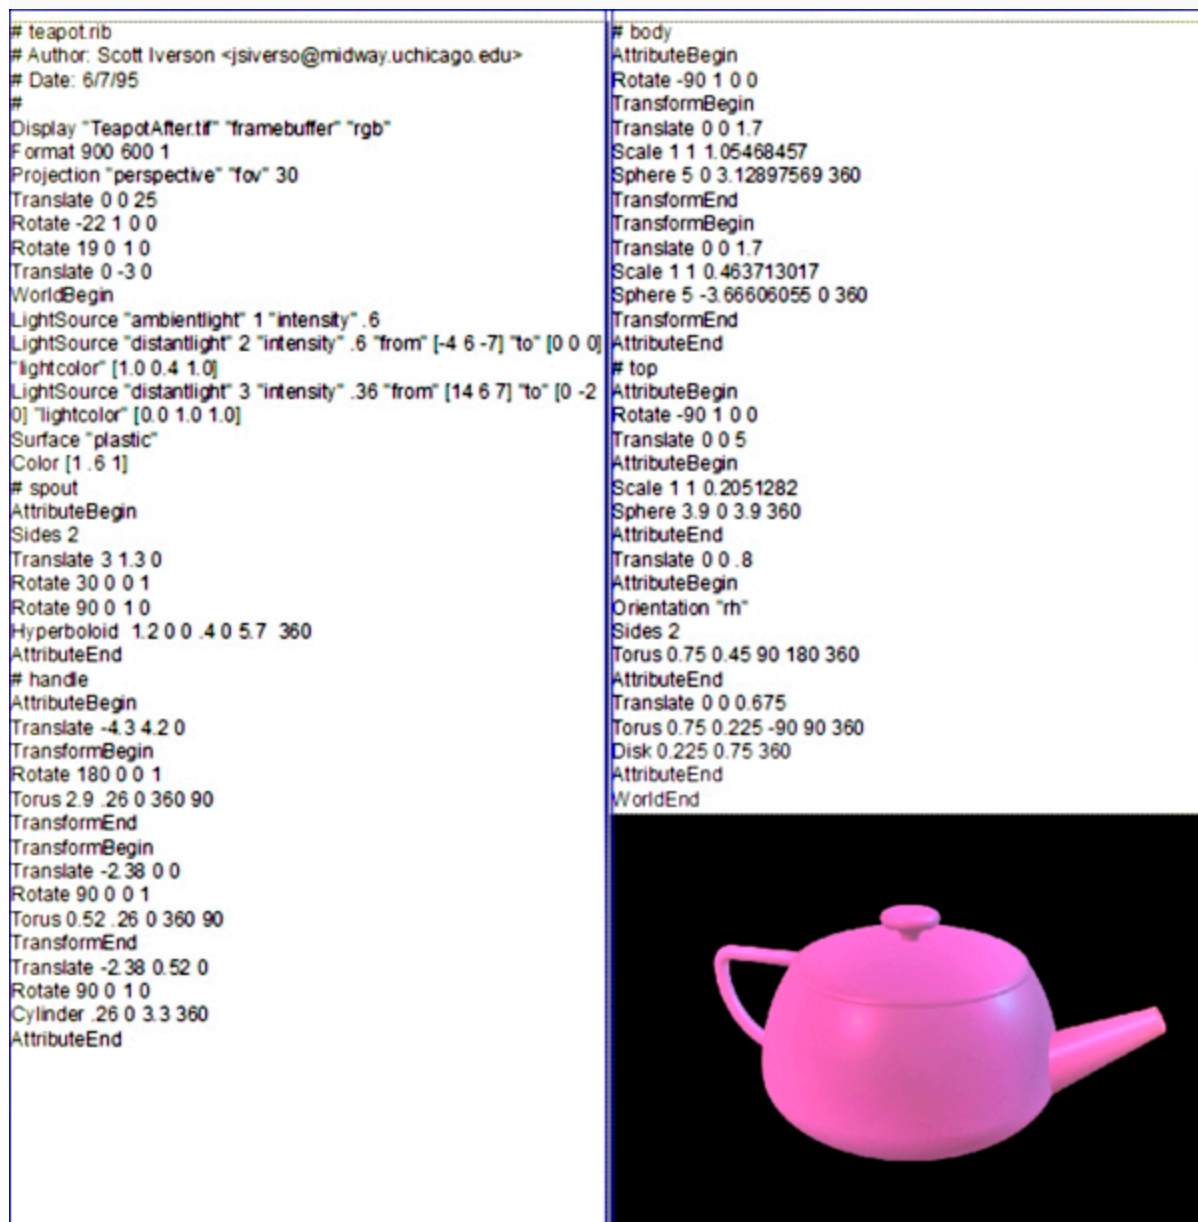 # teapot.rib
# Author: Scott Iverson <jsiverso@midway.uchicago.edu>
# Date: 6/7/95
#
Display "TeapotAfter.tif" "framebuffer" "rgb"
Format 900 600 1
Projection "perspective" "fov" 30
Translate 0 0 25
Rotate -22 1 0 0
Rotate 19 0 1 0
Translate 0 -3 0
WorldBegin
LightSource "ambientlight" 1 "intensity" .6
LightSource "distantlight" 2 "intensity" .6 "from" [-4 6 -7] "to" [0 0 0]
"lightcolor" [1.0 0.4 1.0]
LightSource "distantlight" 3 "intensity" .36 "from" [14 6 7] "to" [0 -2
0] "lightcolor" [0.0 1.0 1.0]
Surface "plastic"
Color [1 .6 1]
# spout
AttributeBegin
Sides 2
Translate 3 1.3 0
Rotate 30 0 0 1
Rotate 90 0 1 0
Hyperboloid  1.2 0 0 .4 0 5.7  360
AttributeEnd
# handle
AttributeBegin
Translate -4.3 4.2 0
TransformBegin
Rotate 180 0 0 1
Torus 2.9 .26 0 360 90
TransformEnd
TransformBegin
Translate -2.38 0 0
Rotate 90 0 0 1
Torus 0.52 .26 0 360 90
TransformEnd
Translate -2.38 0.52 0
Rotate 90 0 1 0
Cylinder .26 0 3.3 360
AttributeEnd
# body
AttributeBegin
Rotate -90 1 0 0
TransformBegin
Translate 0 0 1.7
Scale 1 1 1.05468457
Sphere 5 0 3.12897569 360
TransformEnd
TransformBegin
Translate 0 0 1.7
Scale 1 1 0.463713017
Sphere 5 -3.66606055 0 360
TransformEnd
AttributeEnd
# top
AttributeBegin
Rotate -90 1 0 0
Translate 0 0 5
AttributeBegin
Scale 1 1 0.2051282
Sphere 3.9 0 3.9 360
AttributeEnd
Translate 0 0 .8
AttributeBegin
Orientation "rh"
Sides 2
Torus 0.75 0.45 90 180 360
AttributeEnd
Translate 0 0 0.675
Torus 0.75 0.225 -90 90 360
Disk 0.225 0.75 360
AttributeEnd
WorldEnd